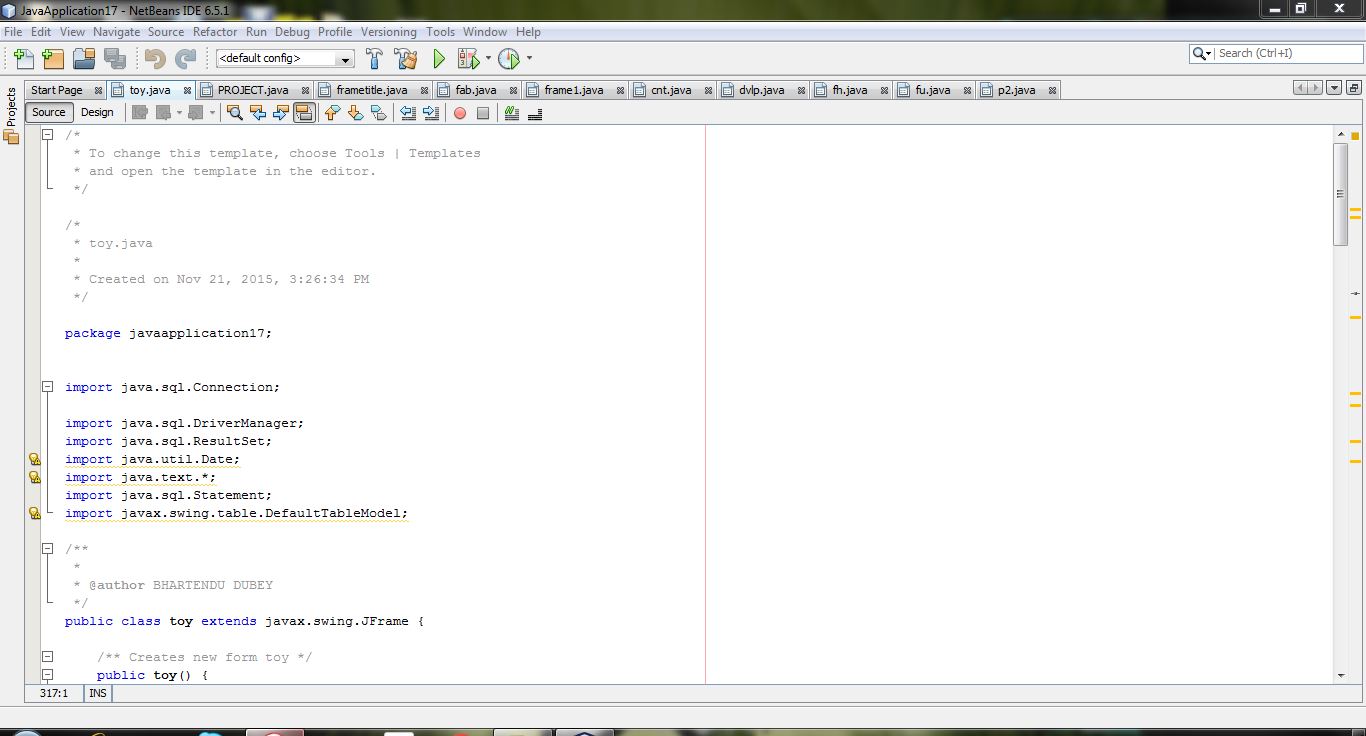 JavaApplication17 - NetBeans IDE 6.5.1
File Edit View Navigate Source Refactor Run Debug Profile Versioning Tools Window Help
<default config>
Search (Ctrl+I)
Projects
Start Page toy.java PROJECT.java frametitle.java fab.java frame1.java cnt.java dvlp.java fh.java fu.java p2.java
Source Design
/*
* To change this template, choose Tools | Templates
* and open the template in the editor.
*/
/*
* toy.java
*
* Created on Nov 21, 2015, 3:26:34 PM
*/
package javaapplication17;
import java.sql.Connection;
import java.sql.DriverManager;
import java.sql.ResultSet;
import java.util.Date;
import java.text.*;
import java.sql.Statement;
import javax.swing.table.DefaultTableModel;
/**
*
* @author BHARTENDU DUBEY
*/
public class toy extends javax.swing.JFrame {
/** Creates new form toy */
public toy() {
317:1 INS